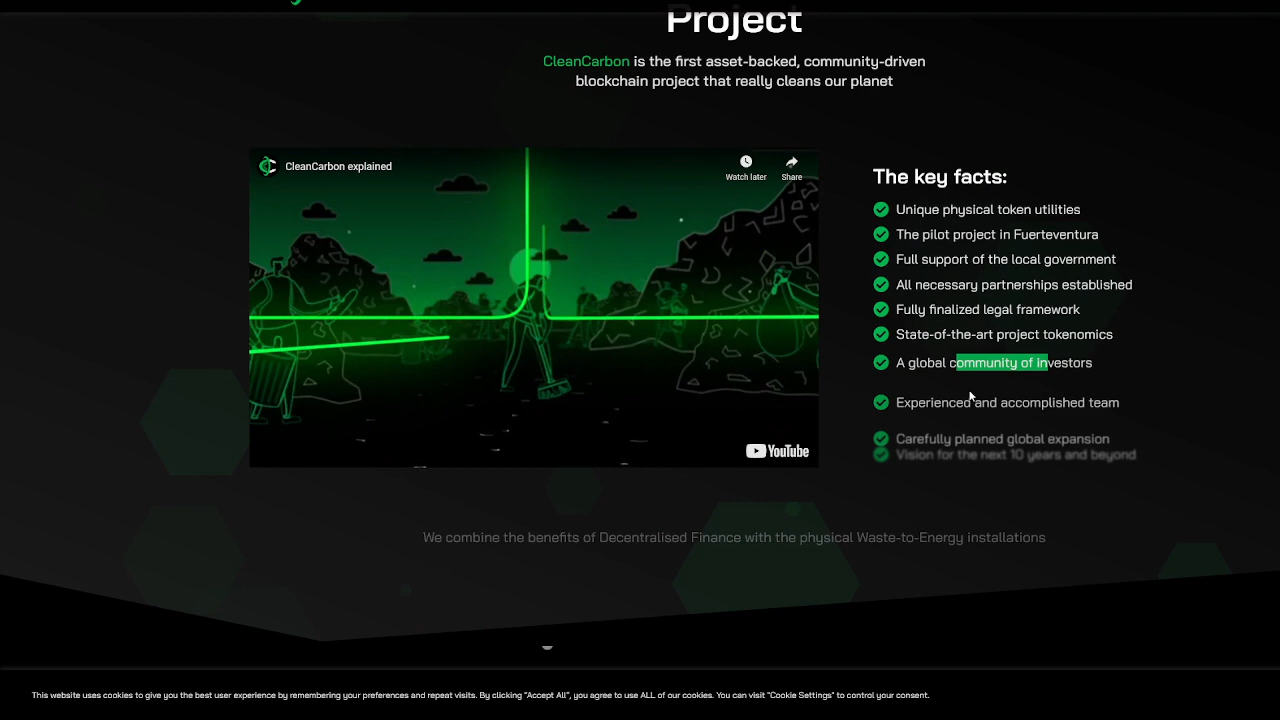 Project
CleanCarbon is the first asset-backed, community-driven
blockchain project that really cleans our planet
CleanCarbon explained
Watch later
Share
YouTube
The key facts:
Unique physical token utilities
The pilot project in Fuerteventura
Full support of the local government
All necessary partnerships established
Fully finalized legal framework
State-of-the-art project tokenomics
A global community of investors
Experienced and accomplished team
Carefully planned global expansion
Vision for the next 10 years and beyond
We combine the benefits of Decentralised Finance with the physical Waste-to-Energy installations
This website uses cookies to give you the best user experience by remembering your preferences and repeat visits. By clicking "Accept All", you agree to use ALL of our cookies. You can visit "Cookie Settings" to control your consent.